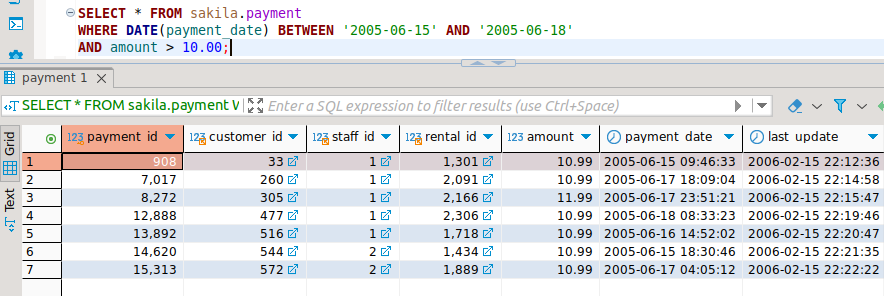 SELECT * FROM sakila.payment
WHERE DATE(payment_date) BETWEEN '2005-06-15' AND '2005-06-18'
AND amount > 10.00;
payment 1
SELECT * FROM sakila.payment W Enter a SQL expression to filter results (use Ctrl+Space)
Grid
Text
123 payment_id 123 customer_id 123 staff_id 123 rental_id 123 amount payment_date last_update
1 908 33 1 1,301 10.99 2005-06-15 09:46:33 2006-02-15 22:12:36
2 7,017 260 1 2,091 10.99 2005-06-17 18:09:04 2006-02-15 22:14:58
3 8,272 305 1 2,166 11.99 2005-06-17 23:51:21 2006-02-15 22:15:47
4 12,888 477 1 2,306 10.99 2005-06-18 08:33:23 2006-02-15 22:19:46
5 13,892 516 1 1,718 10.99 2005-06-16 14:52:02 2006-02-15 22:20:47
6 14,620 544 2 1,434 10.99 2005-06-15 18:30:46 2006-02-15 22:21:35
7 15,313 572 2 1,889 10.99 2005-06-17 04:05:12 2006-02-15 22:22:22